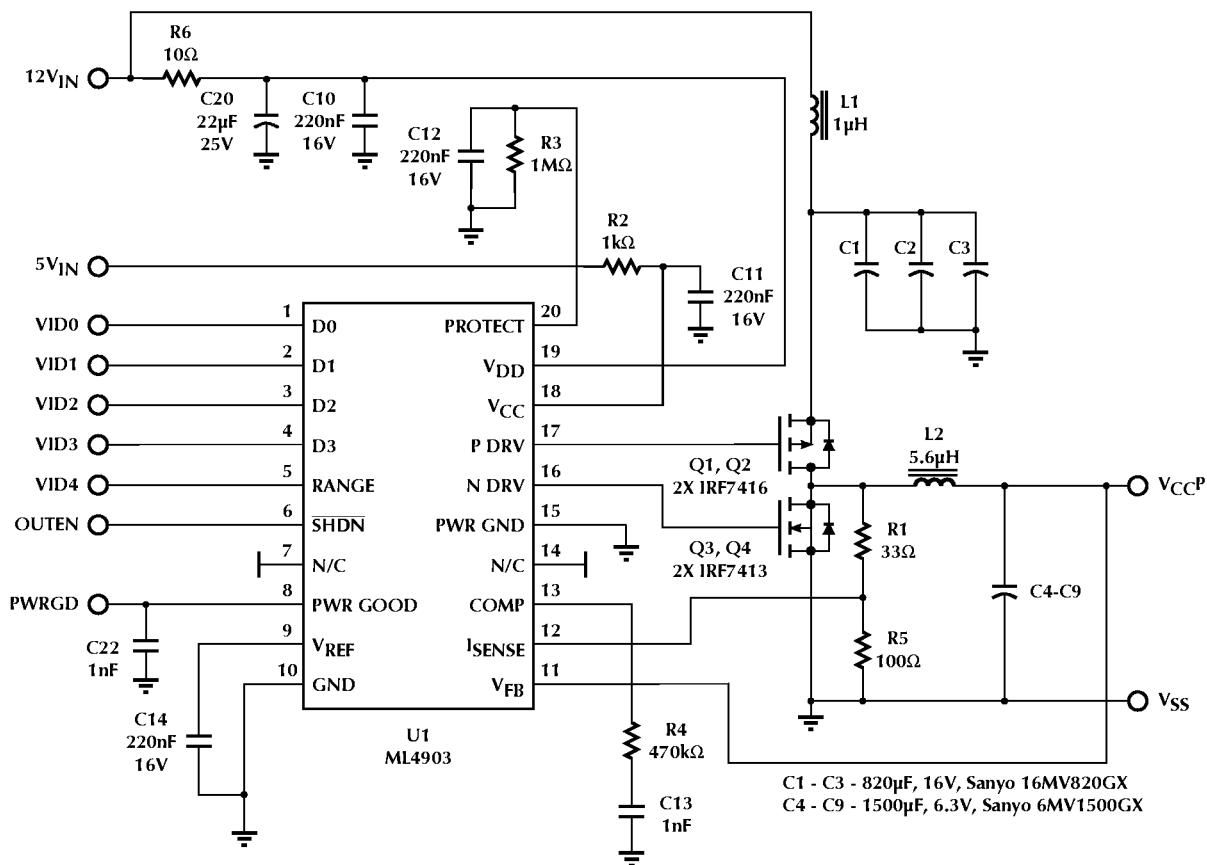 R6
10Ω
12VIN
C20
22µF
25V
C10
220nF
16V
C12
220nF
16V
R3
1MΩ
L1
1µH
R2
1kΩ
C1
C2
C3
5VIN
C11
220nF
16V
VID0
1
D0
PROTECT
20
VID1
2
D1
VDD
19
VID2
3
D2
VCC
18
VID3
4
D3
P DRV
17
VID4
5
RANGE
N DRV
16
OUTEN
6
SHDN
PWR GND
15
7
N/C
N/C
14
PWRGD
8
PWR GOOD
COMP
13
9
VREF
ISENSE
12
10
GND
VFB
11
Q1, Q2
2X IRF7416
L2
5.6µH
VCCP
Q3, Q4
2X IRF7413
R1
33Ω
C4-C9
R5
100Ω
VSS
C22
1nF
C14
220nF
16V
U1
ML4903
R4
470kΩ
C13
1nF
C1 - C3 - 820µF, 16V, Sanyo 16MV820GX
C4 - C9 - 1500µF, 6.3V, Sanyo 6MV1500GX